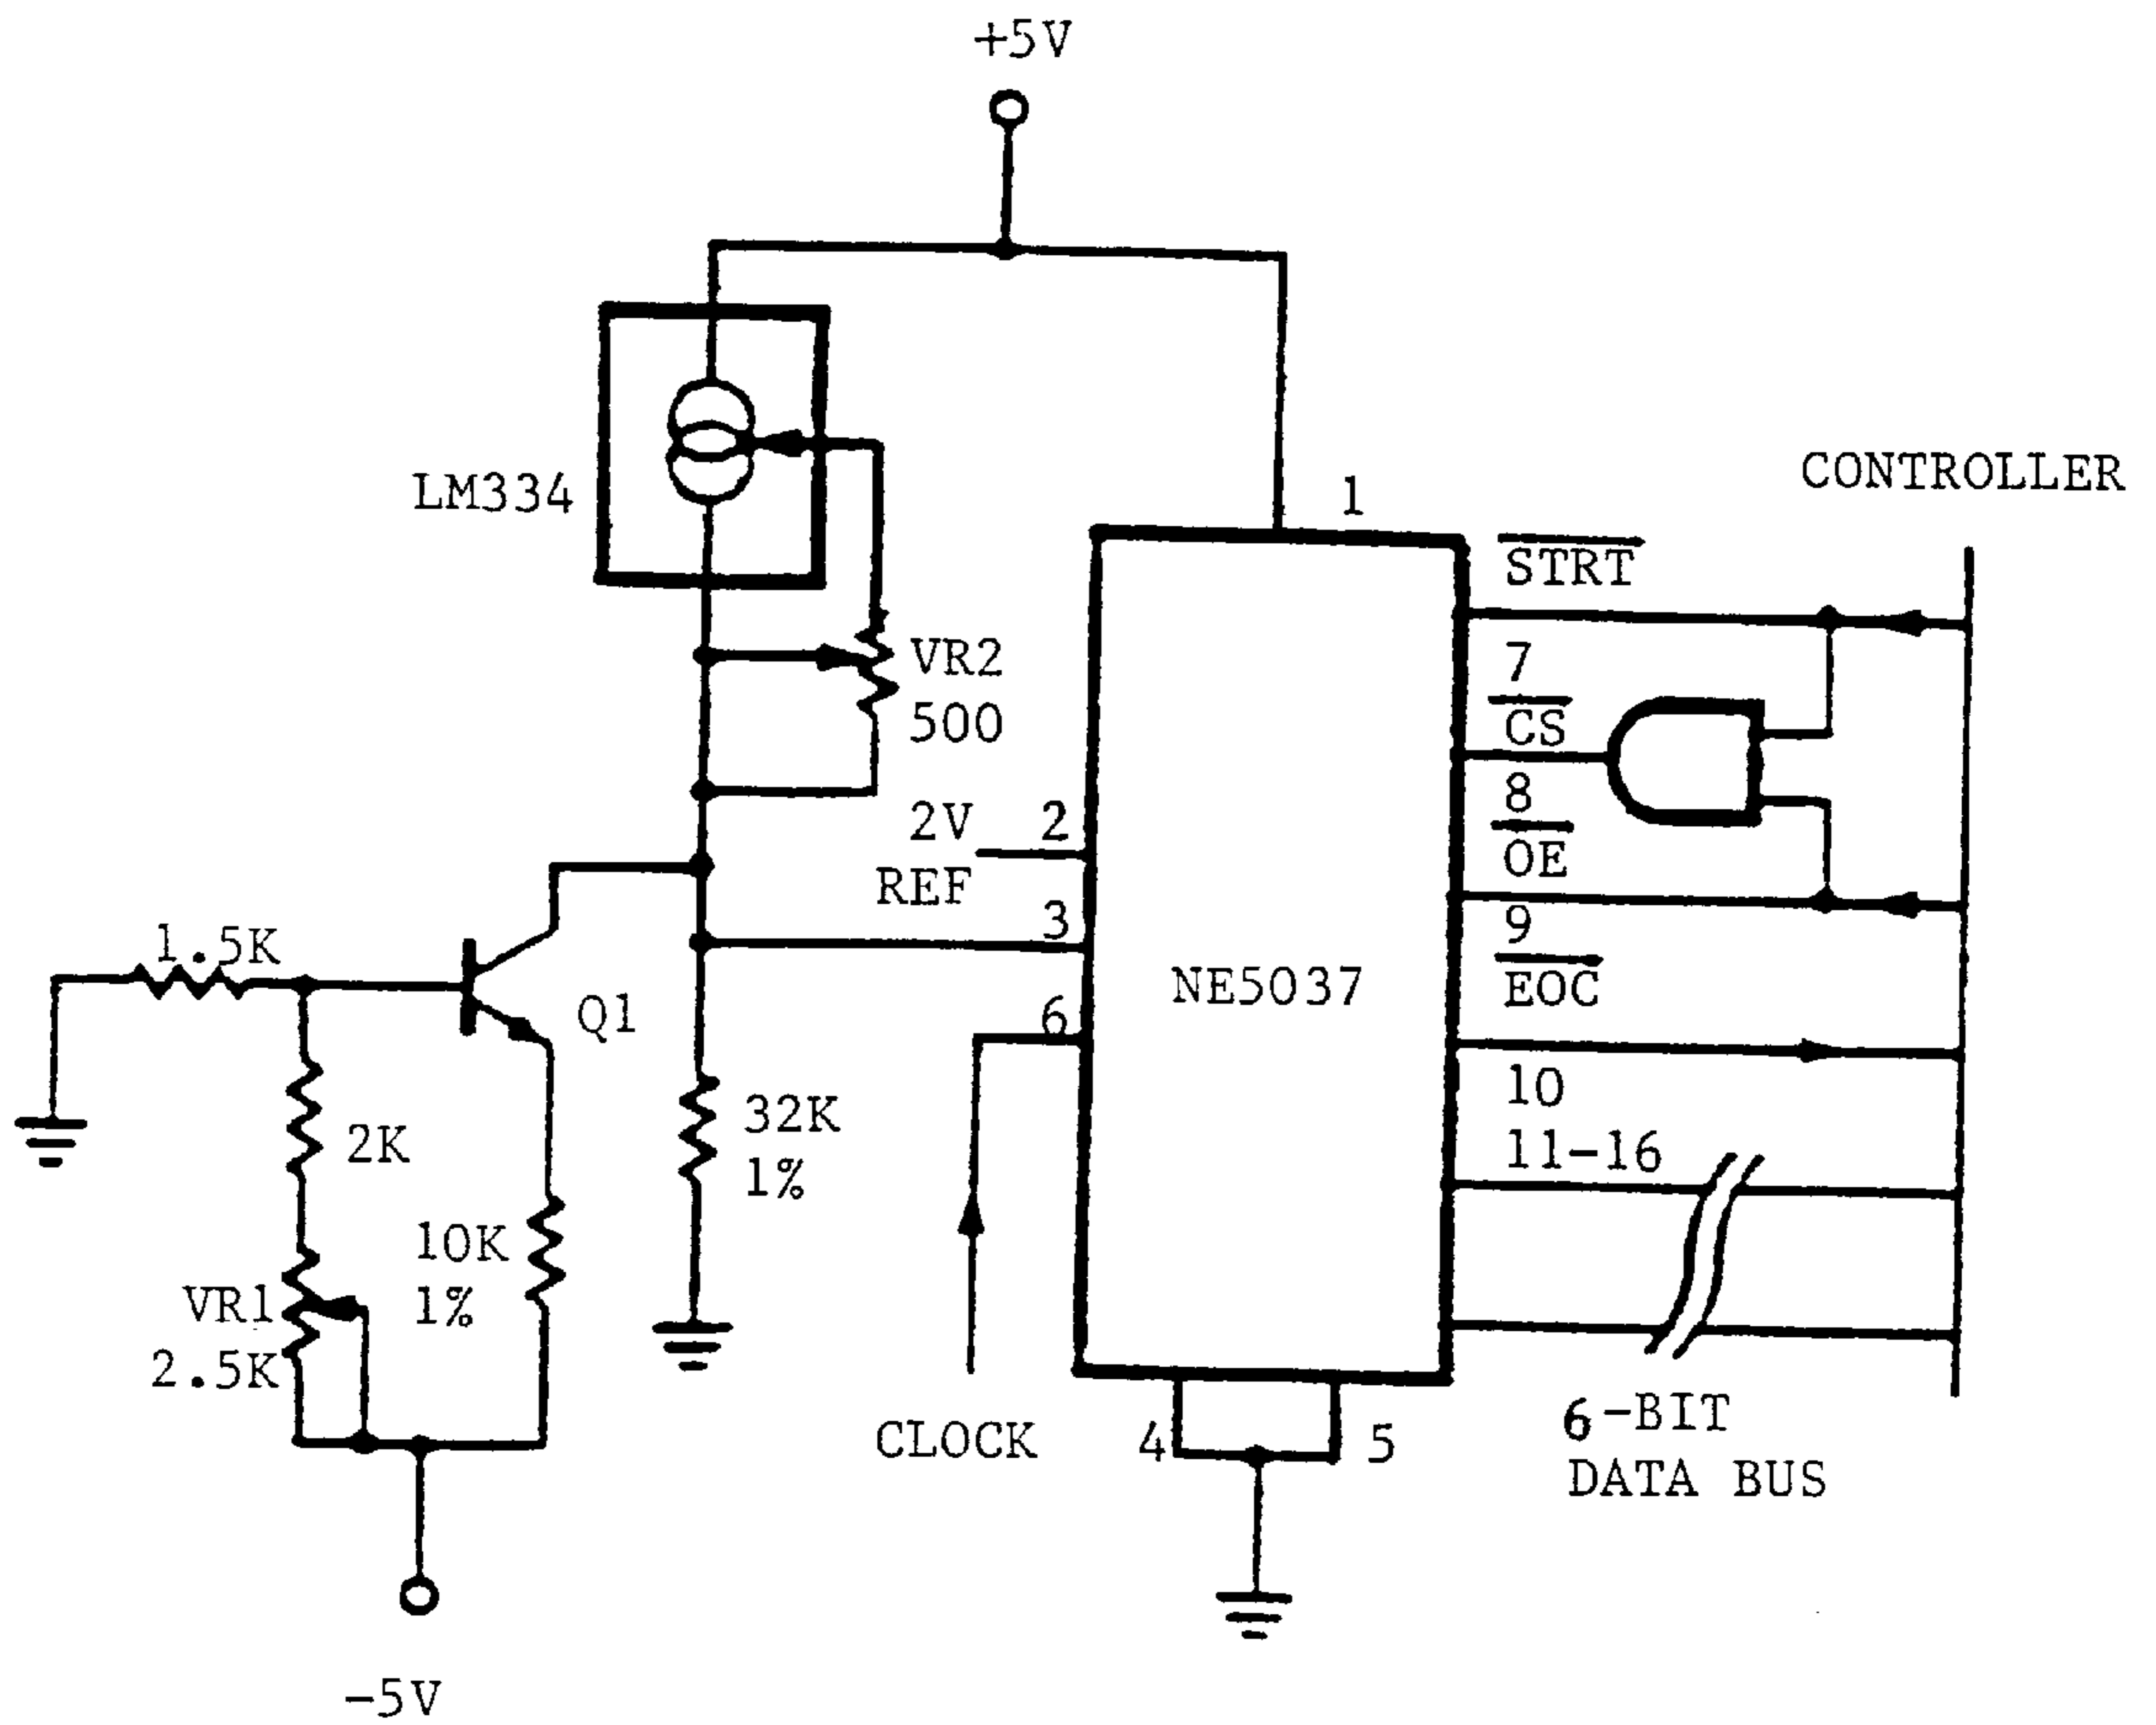 +5V
LM334
VR2
500
2V
REF
1.5K
Q1
2K
VR1
2.5K
10K
1%
32K
1%
CLOCK
-5V
1
2
3
6
NE5037
4
5
CONTROLLER
STRT
7
CS
8
OE
9
EOC
10
11-16
6-BIT
DATA BUS